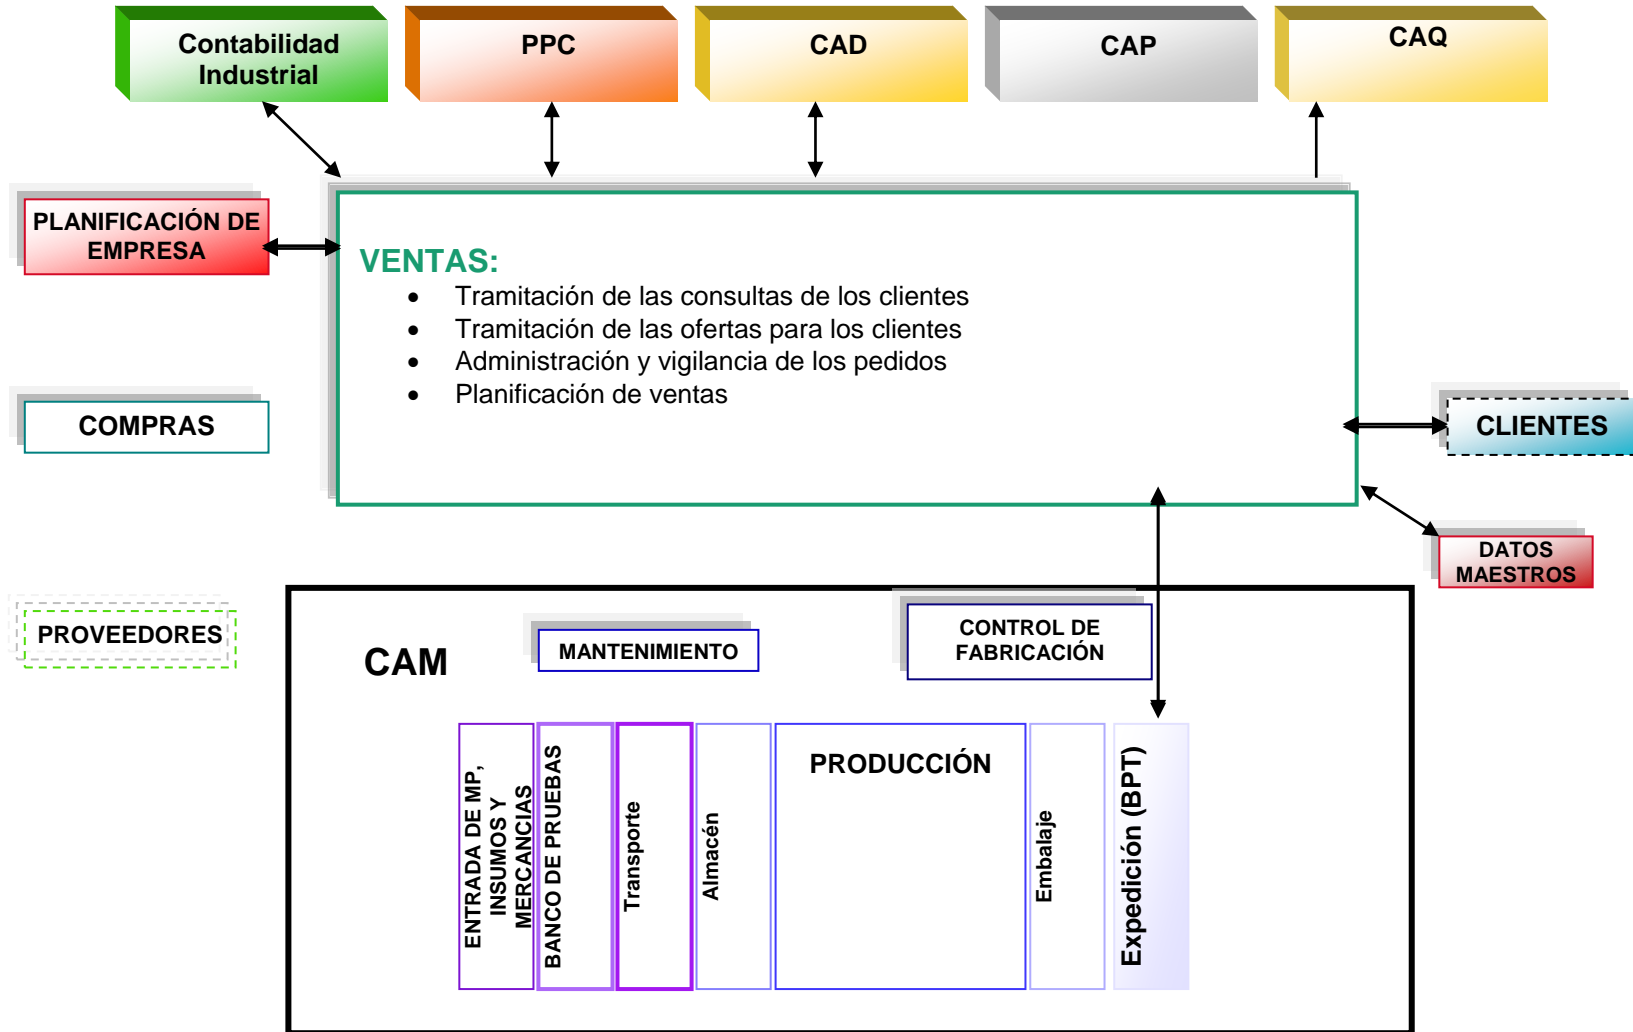 Contabilidad
Industrial
PPC
CAD
CAP
CAQ
PLANIFICACIÓN DE
EMPRESA
VENTAS:
• Tramitación de las consultas de los clientes
• Tramitación de las ofertas para los clientes
• Administración y vigilancia de los pedidos
• Planificación de ventas
COMPRAS
CLIENTES
DATOS
MAESTROS
PROVEEDORES
CAM
MANTENIMIENTO
CONTROL DE
FABRICACIÓN
ENTRADA DE MP,
INSUMOS Y
MERCANCIAS
BANCO DE PRUEBAS
Transporte
Almacén
PRODUCCIÓN
Embalaje
Expedición (BPT)